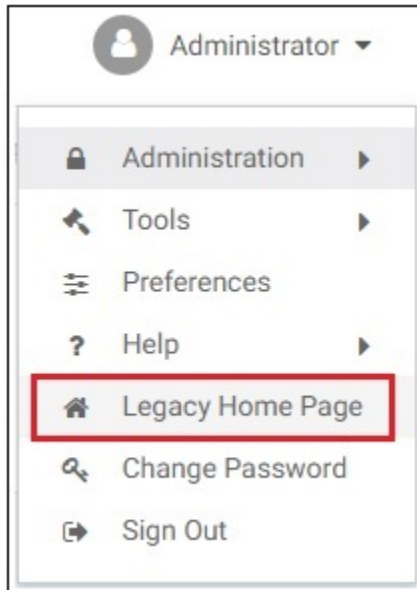 Administrator
Administration
Tools
Preferences
Help
Legacy Home Page
Change Password
Sign Out